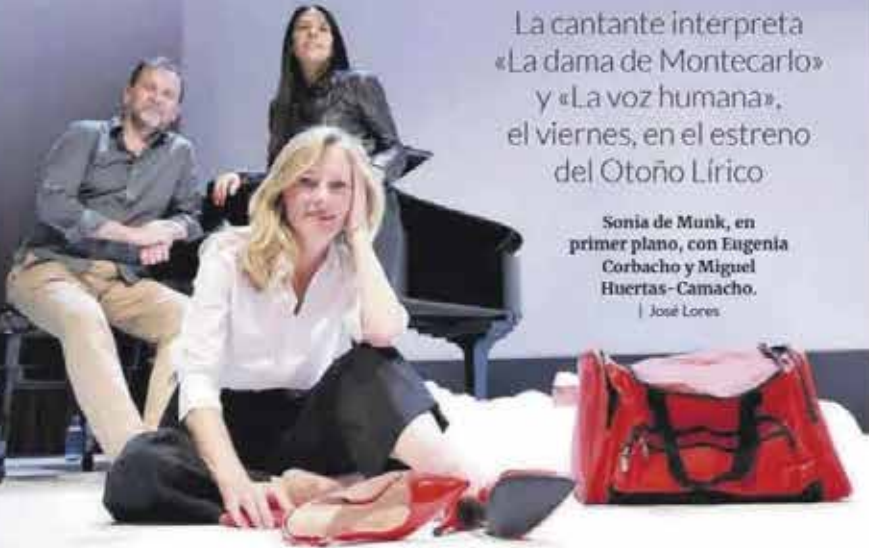 La cantante interpreta
«La dama de Montecarlo»
y «La voz humana»,
el viernes, en el estreno
del Otoño Lírico
Sonia de Munk, en
primer plano, con Eugenia
Corbacho y Miguel
Huertas-Camacho.
| José Lores